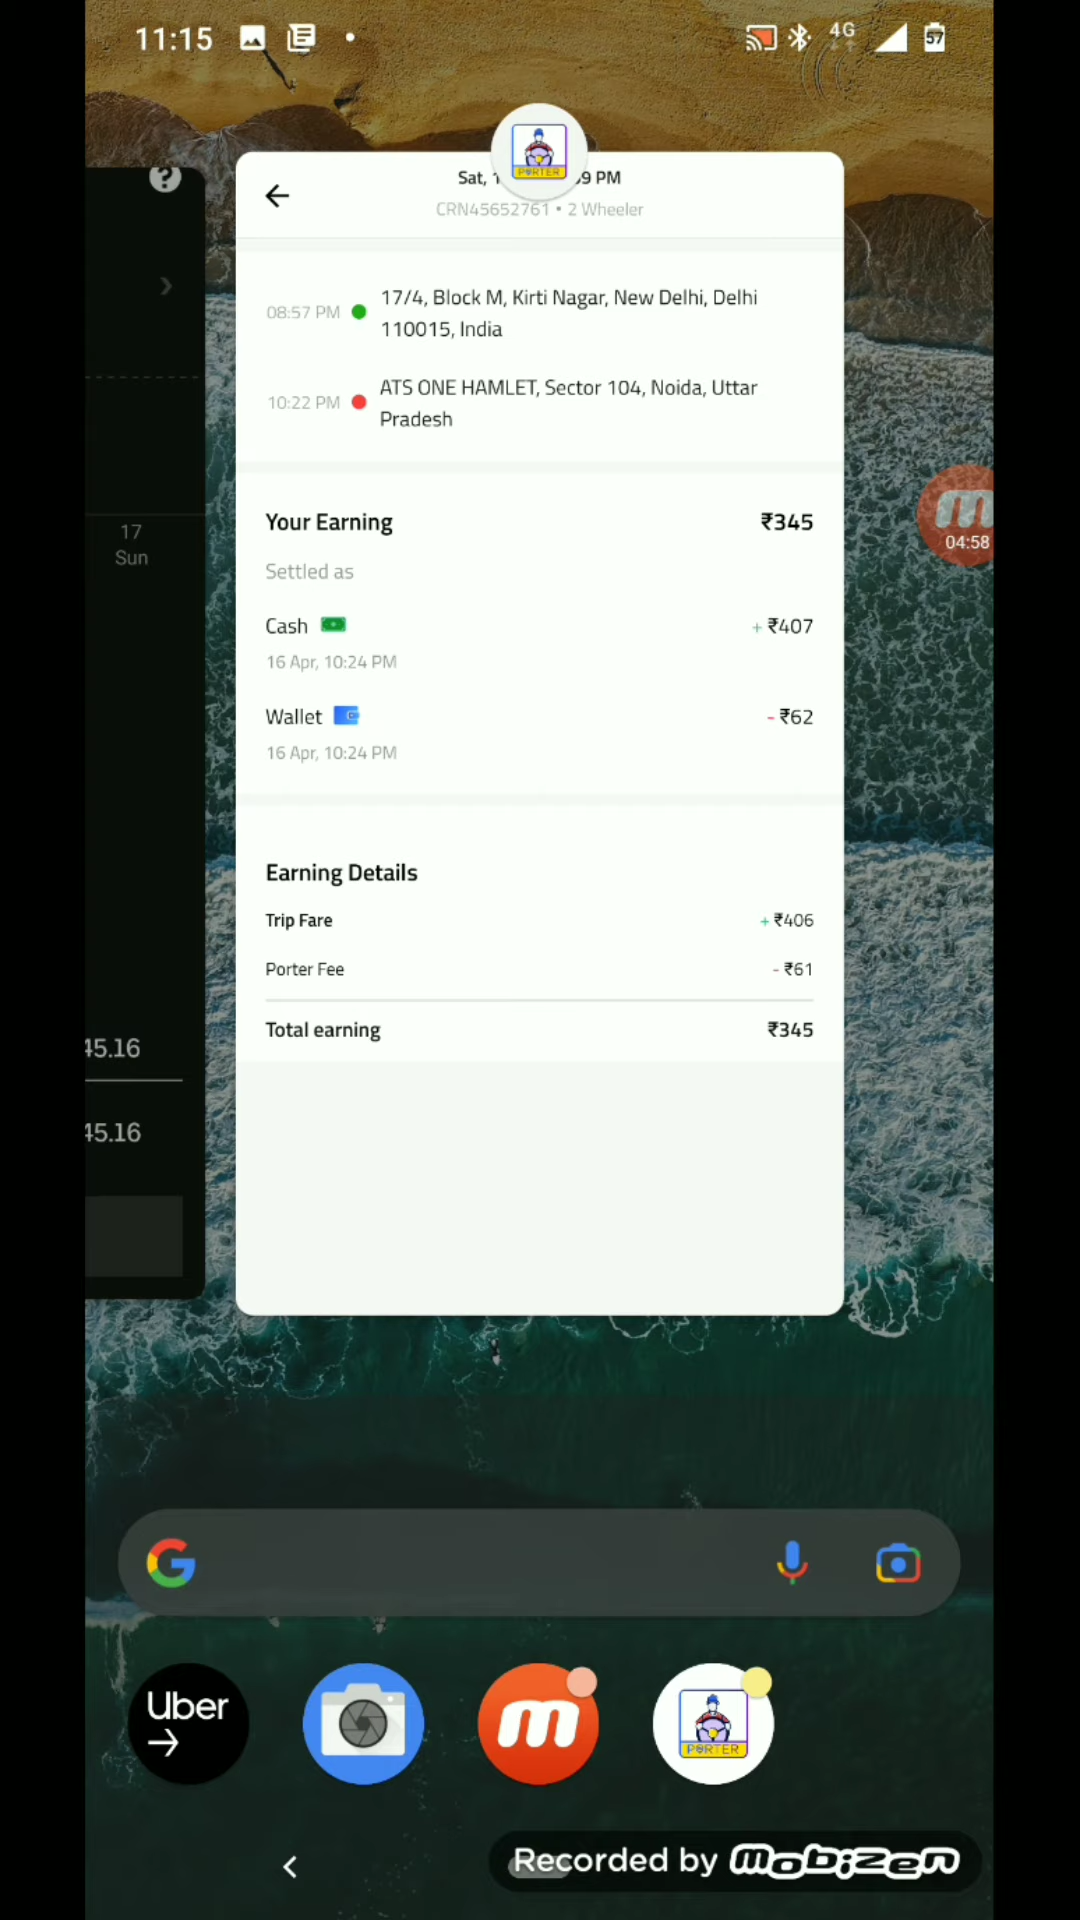 11:15
4G
57
?
Sat, 1
9 PM
PORTER
CRN45652761 • 2 Wheeler
08:57 PM
17/4, Block M, Kirti Nagar, New Delhi, Delhi
110015, India
10:22 PM
ATS ONE HAMLET, Sector 104, Noida, Uttar
Pradesh
17
Sun
Your Earning ₹345
Settled as
04:58
Cash + ₹407
16 Apr, 10:24 PM
Wallet - ₹62
16 Apr, 10:24 PM
Earning Details
Trip Fare + ₹406
Porter Fee - ₹61
Total earning ₹345
45.16
45.16
Uber
PORTER
Recorded by mobizen